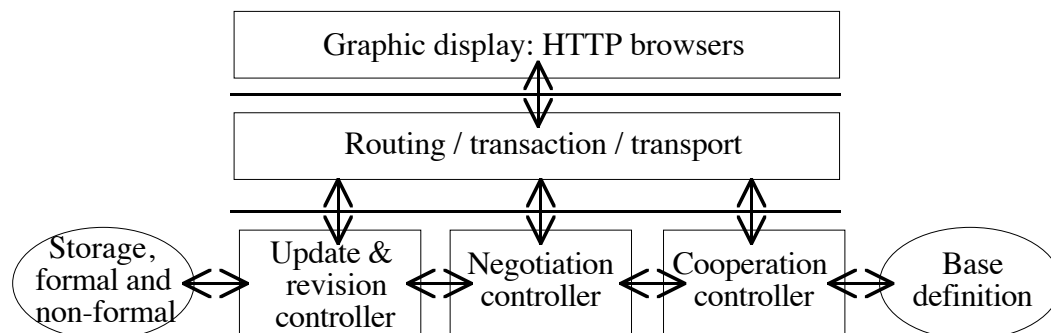 Graphic display: HTTP browsers
Routing / transaction / transport
Storage,
formal and
non-formal
Update &
revision
controller
Negotiation
controller
Cooperation
controller
Base
definition